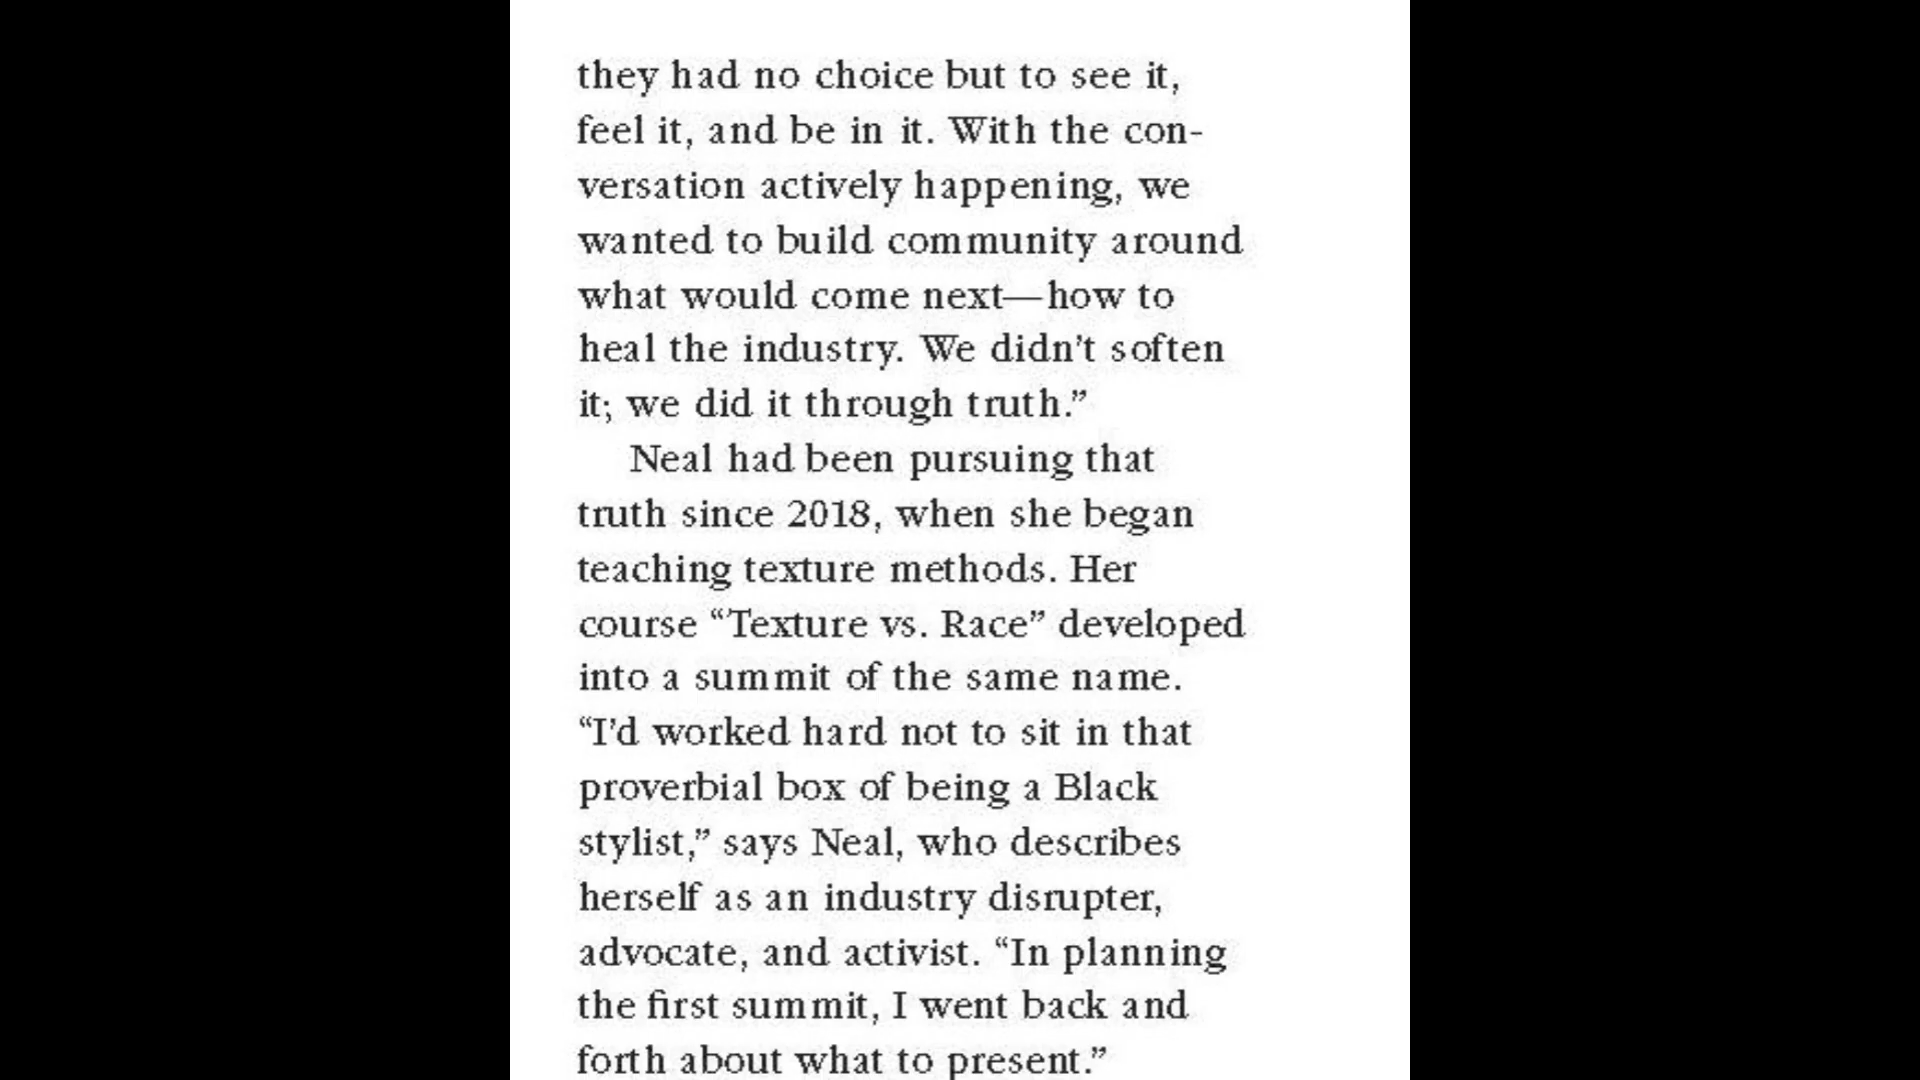 they had no choice but to see it,
feel it, and be in it. With the con-
versation actively happening, we
wanted to build community around
what would come next—how to
heal the industry. We didn’t soften
it; we did it through truth.”
Neal had been pursuing that
truth since 2018, when she began
teaching texture methods. Her
course “Texture vs. Race” developed
into a summit of the same name.
“I’d worked hard not to sit in that
proverbial box of being a Black
stylist,” says Neal, who describes
herself as an industry disrupter,
advocate, and activist. “In planning
the first summit, I went back and
forth about what to present.”